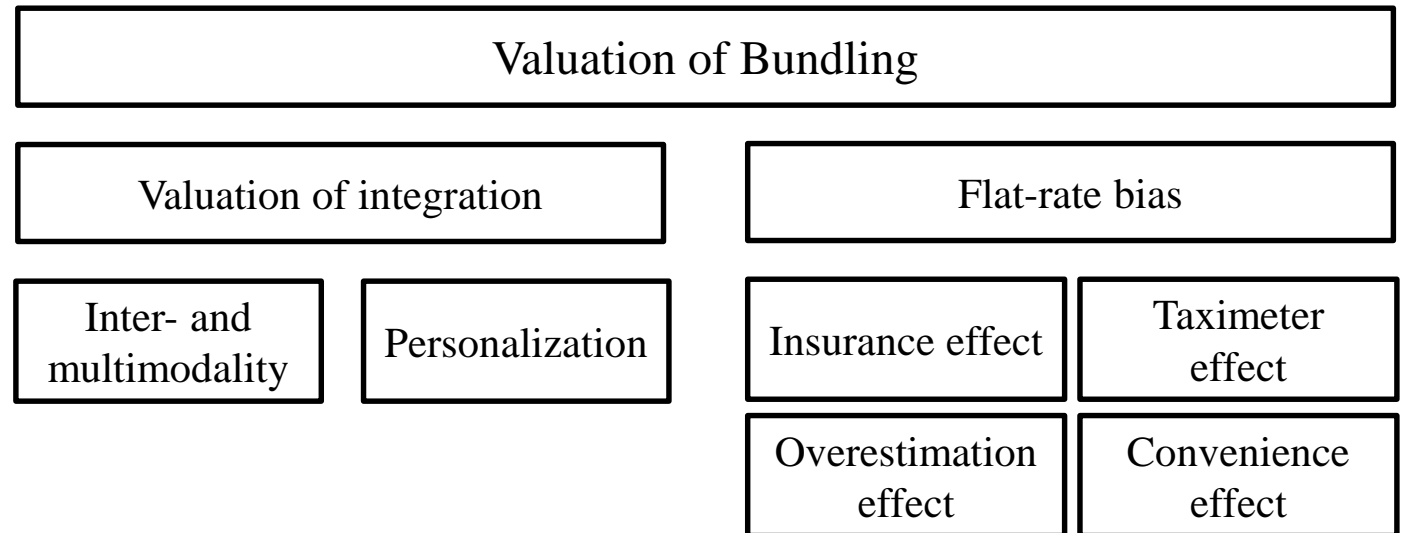 Valuation of Bundling
Valuation of integration
Flat-rate bias
Inter- and
multimodality
Personalization
Insurance effect
Taximeter
effect
Overestimation
effect
Convenience
effect